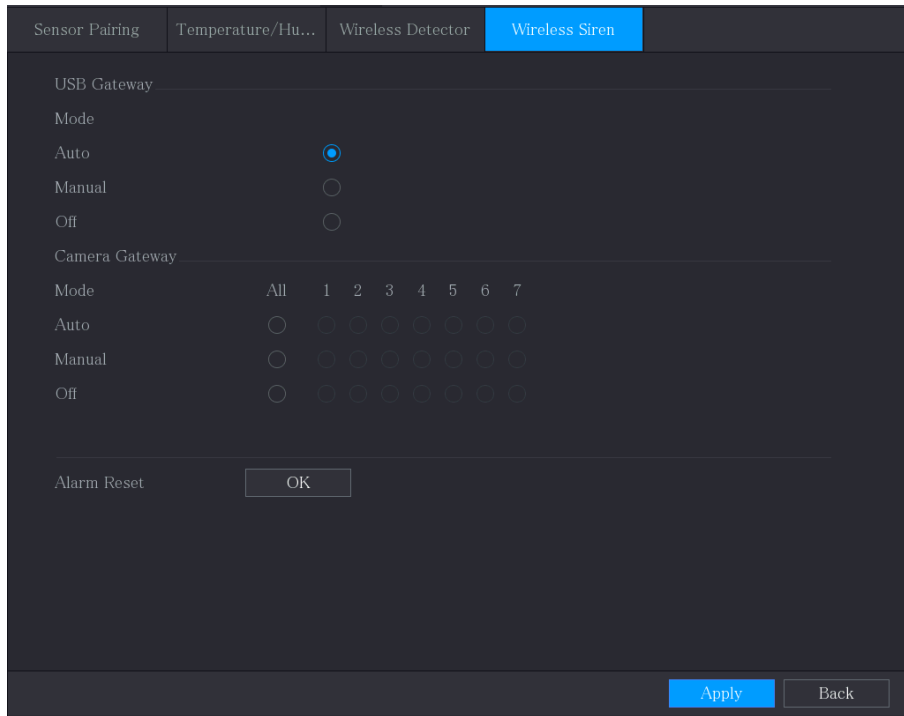 Sensor Pairing Temperature/Hu... Wireless Detector Wireless Siren
USB Gateway
Mode
Auto
Manual
Off
Camera Gateway
Mode All 1 2 3 4 5 6 7
Auto
Manual
Off
Alarm Reset OK
Apply Back